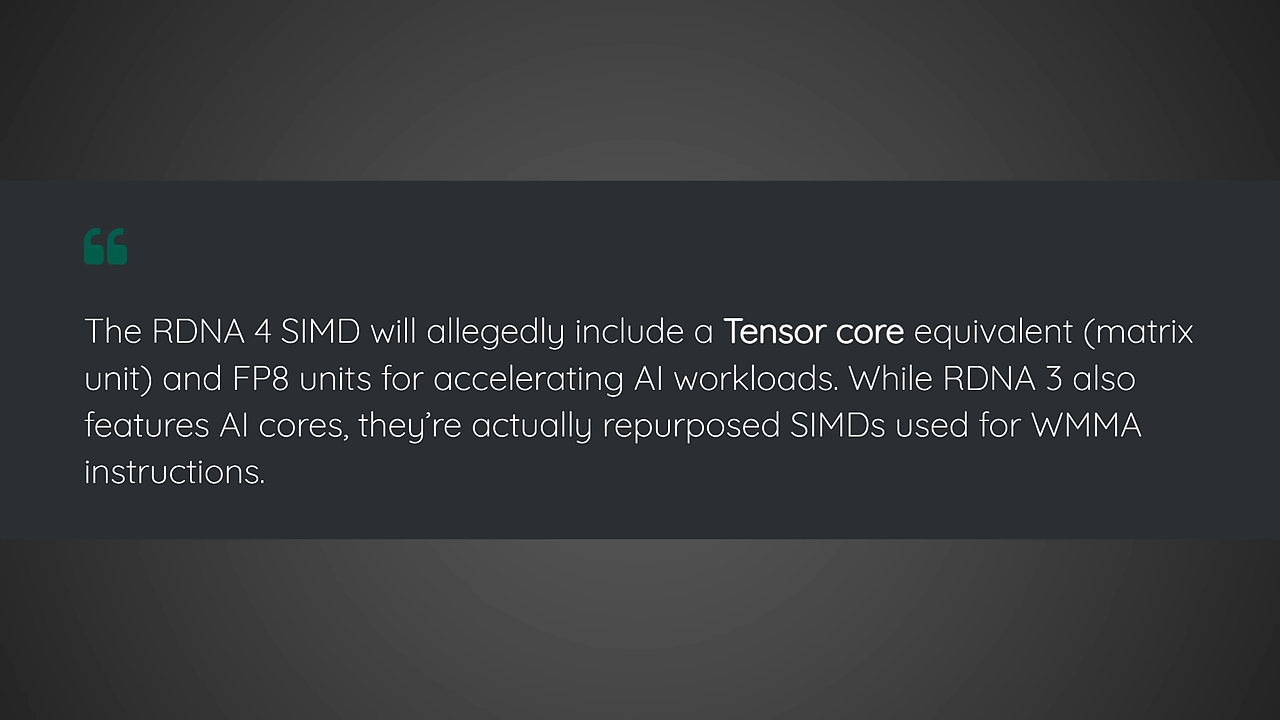 “
The RDNA 4 SIMD will allegedly include a Tensor core equivalent (matrix
unit) and FP8 units for accelerating AI workloads. While RDNA 3 also
features AI cores, they’re actually repurposed SIMDs used for WMMA
instructions.